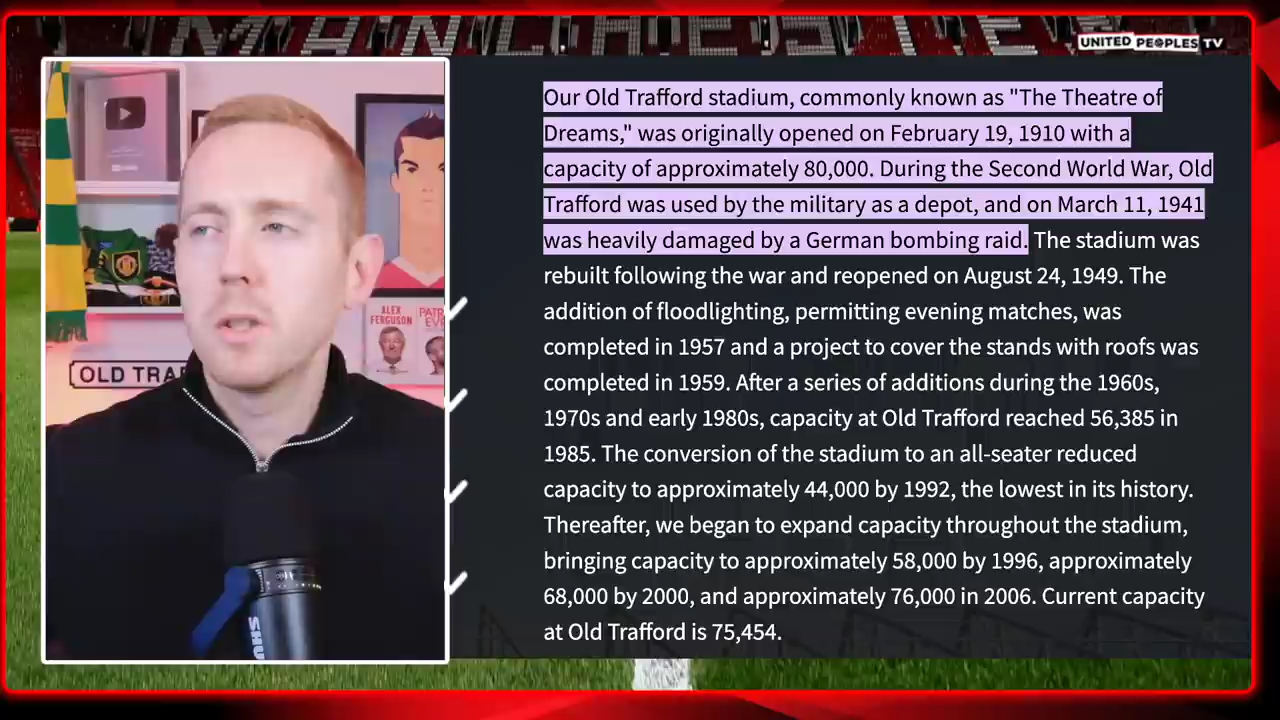 MANCHESTE
UNITED PEOPLES TV
Our Old Trafford stadium, commonly known as "The Theatre of
Dreams," was originally opened on February 19, 1910 with a
capacity of approximately 80,000. During the Second World War, Old
Trafford was used by the military as a depot, and on March 11, 1941
was heavily damaged by a German bombing raid. The stadium was
rebuilt following the war and reopened on August 24, 1949. The
addition of floodlighting, permitting evening matches, was
completed in 1957 and a project to cover the stands with roofs was
completed in 1959. After a series of additions during the 1960s,
1970s and early 1980s, capacity at Old Trafford reached 56,385 in
1985. The conversion of the stadium to an all-seater reduced
capacity to approximately 44,000 by 1992, the lowest in its history.
Thereafter, we began to expand capacity throughout the stadium,
bringing capacity to approximately 58,000 by 1996, approximately
68,000 by 2000, and approximately 76,000 in 2006. Current capacity
at Old Trafford is 75,454.
ALEX
FERGUSON
PATR
EV
OLD TRAF
SHU